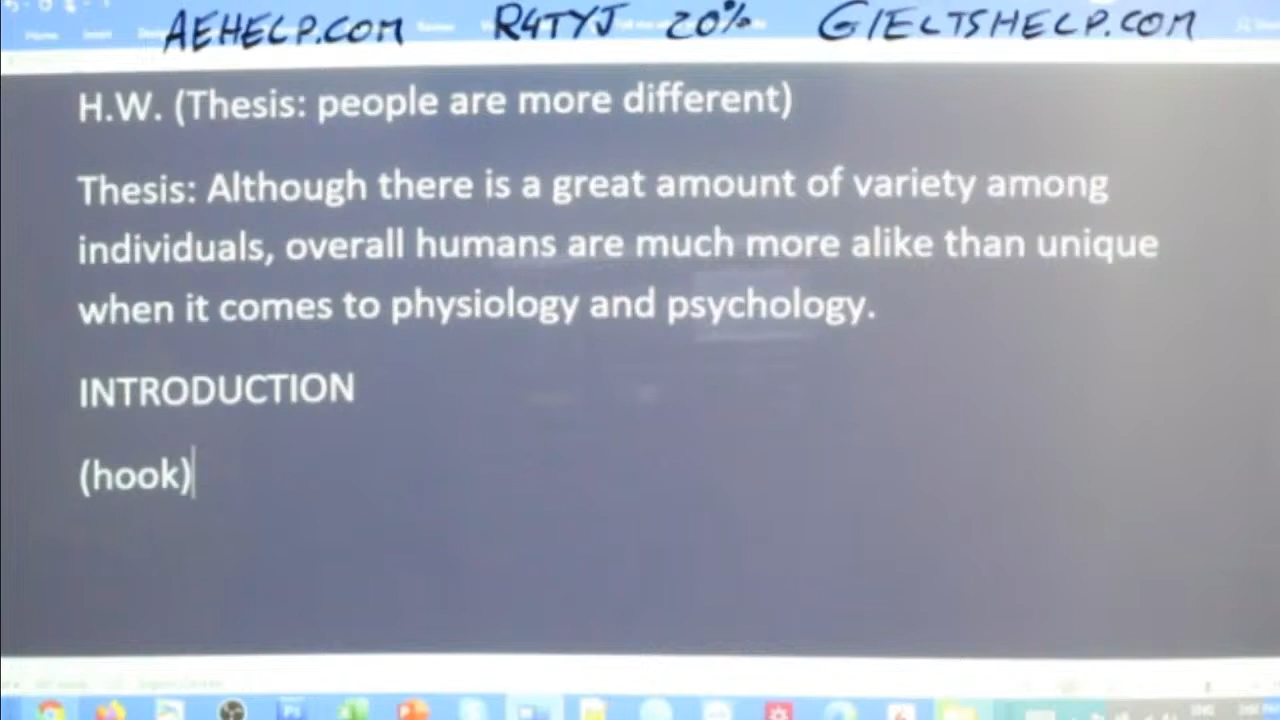 AEHELP.COM R4TYJ 20% GIELTSHELP.COM
Home Insert
H.W. (Thesis: people are more different)
Thesis: Although there is a great amount of variety among
individuals, overall humans are much more alike than unique
when it comes to physiology and psychology.
INTRODUCTION
(hook)